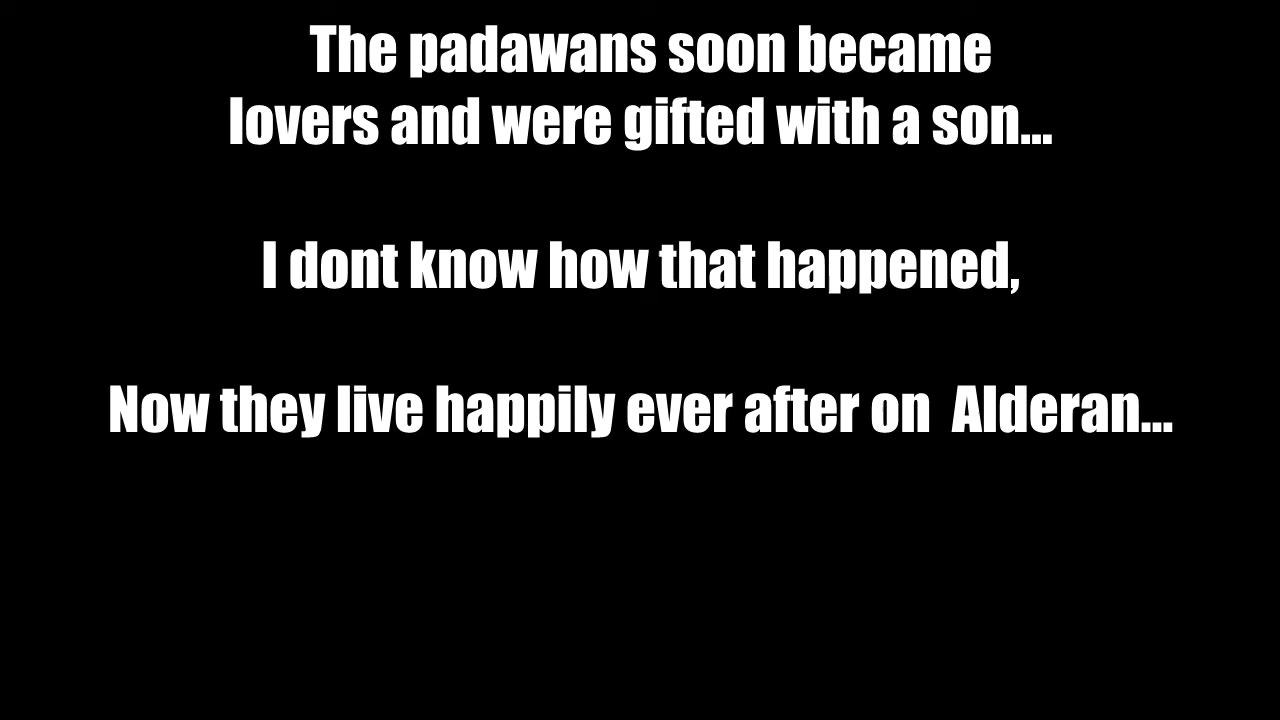 The padawans soon became
lovers and were gifted with a son...
I dont know how that happened,
Now they live happily ever after on  Alderan...